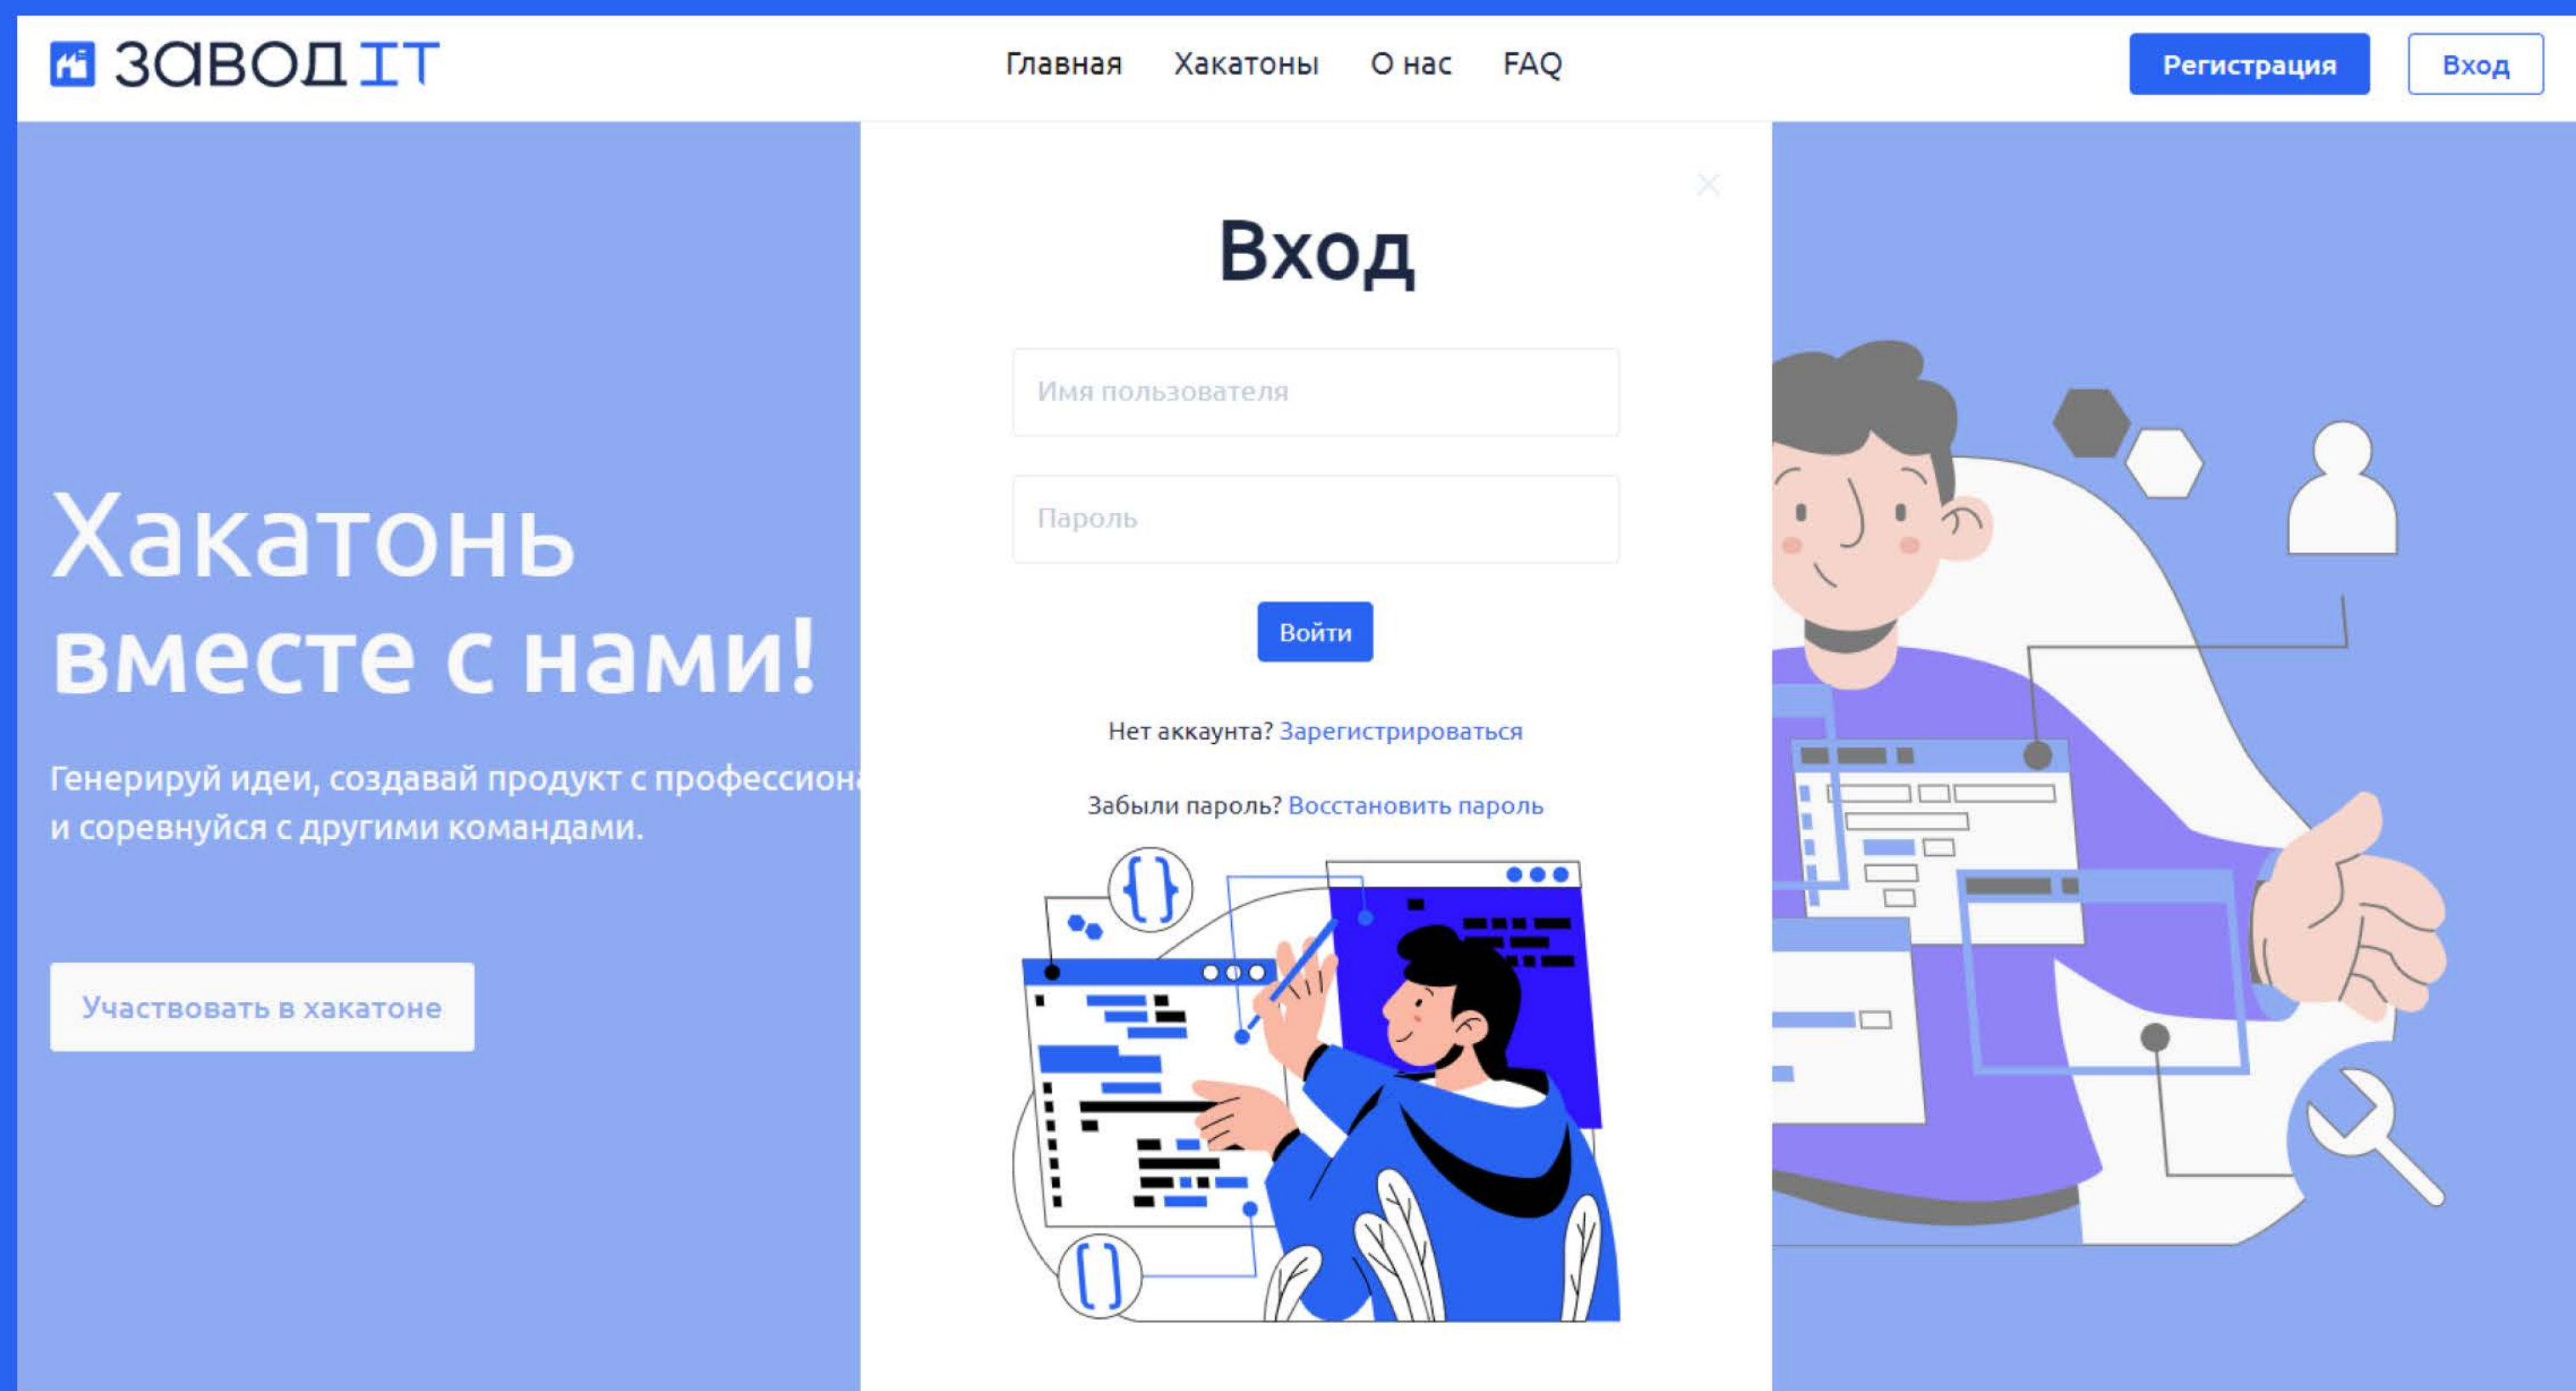 ЗАВОД IT
Главная Хакатоны О нас FAQ
Регистрация Вход
Вход
Имя пользователя
Пароль
Войти
Нет аккаунта? Зарегистрироваться
Забыли пароль? Восстановить пароль
Хакатонь
вместе с нами!
Генерируй идеи, создавай продукт с
и соревнуйся с другими командами.
Участвовать в хакатоне